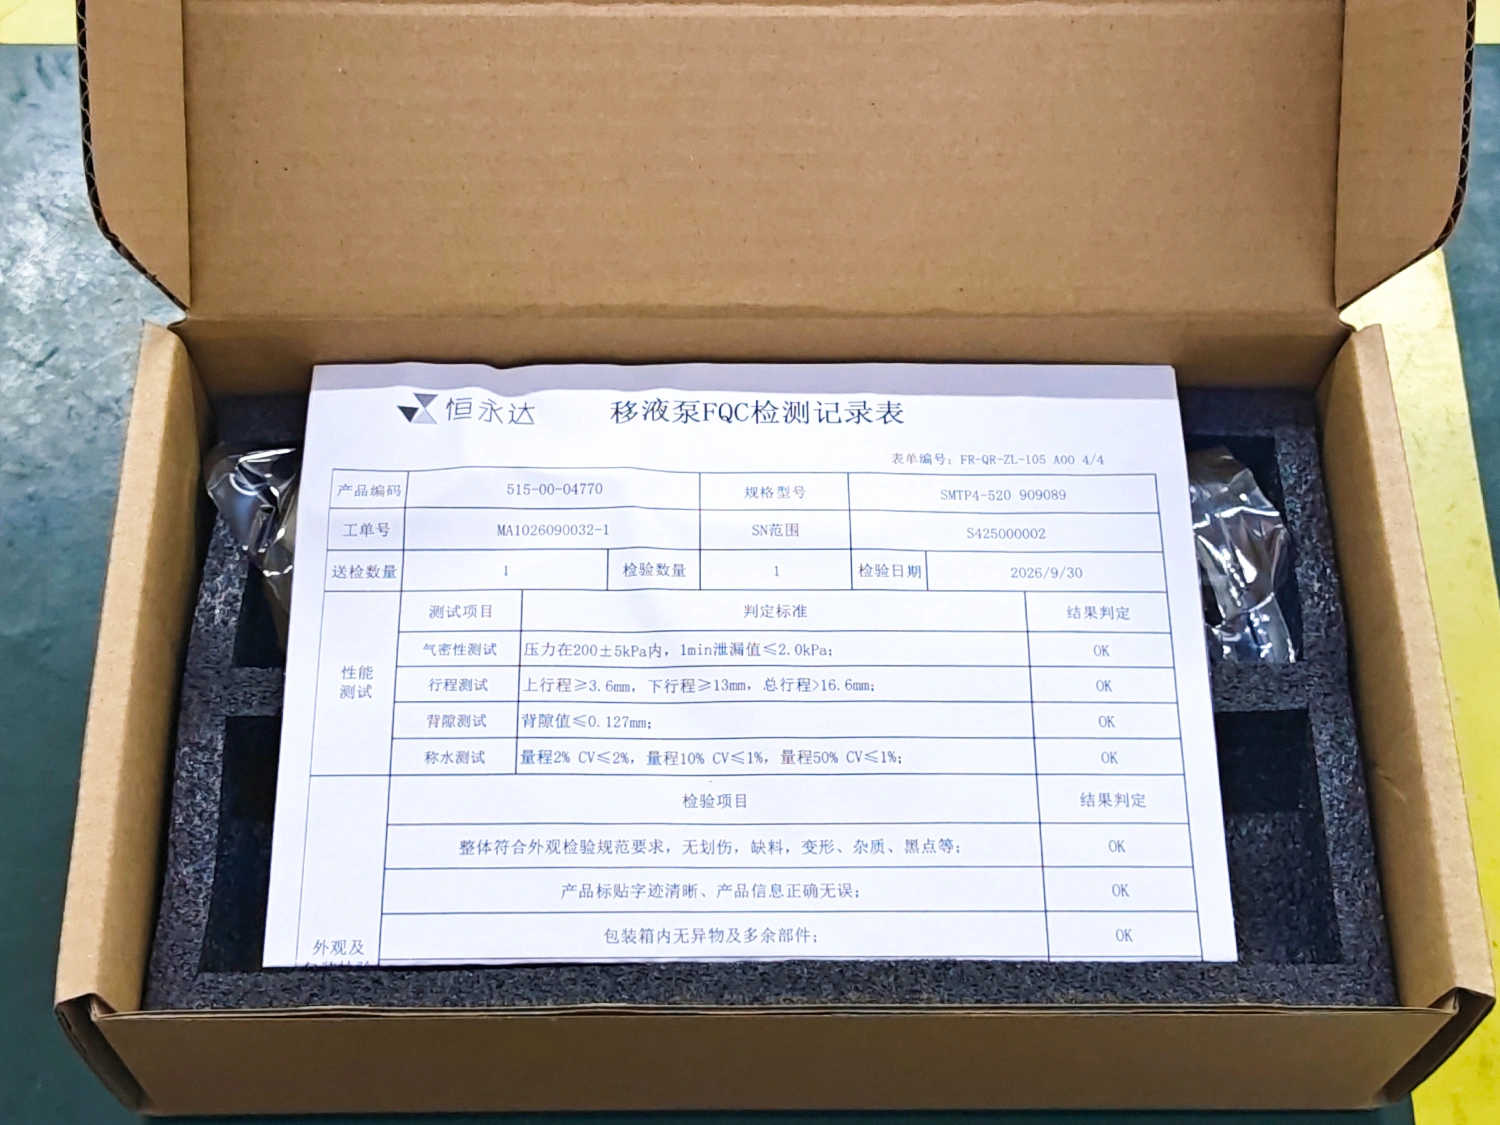 恒永达
移液泵FQC检测记录表
表单编号: FR-QR-ZL-105 A00 4/4
产品编码 515-00-04770 规格型号 SMTP4-520 909089
工单号 MA1026090032-1 SN范围 S425000002
送检数量 1 检验数量 1 检验日期 2026/9/30
性能测试
测试项目 判定标准 结果判定
气密性测试 压力在200±5kPa内，1min泄漏值≤2.0kPa; OK
行程测试 上行程≥3.6mm，下行程≥13mm，总行程>16.6mm; OK
背隙测试 背隙值≤0.127mm; OK
称水测试 量程2% CV≤2%，量程10% CV≤1%，量程50% CV≤1%; OK
检验项目 结果判定
整体符合外观检验规范要求，无划伤，缺料，变形、杂质、黑点等; OK
产品标贴字迹清晰、产品信息正确无误; OK
包装箱内无异物及多余部件; OK
外观及